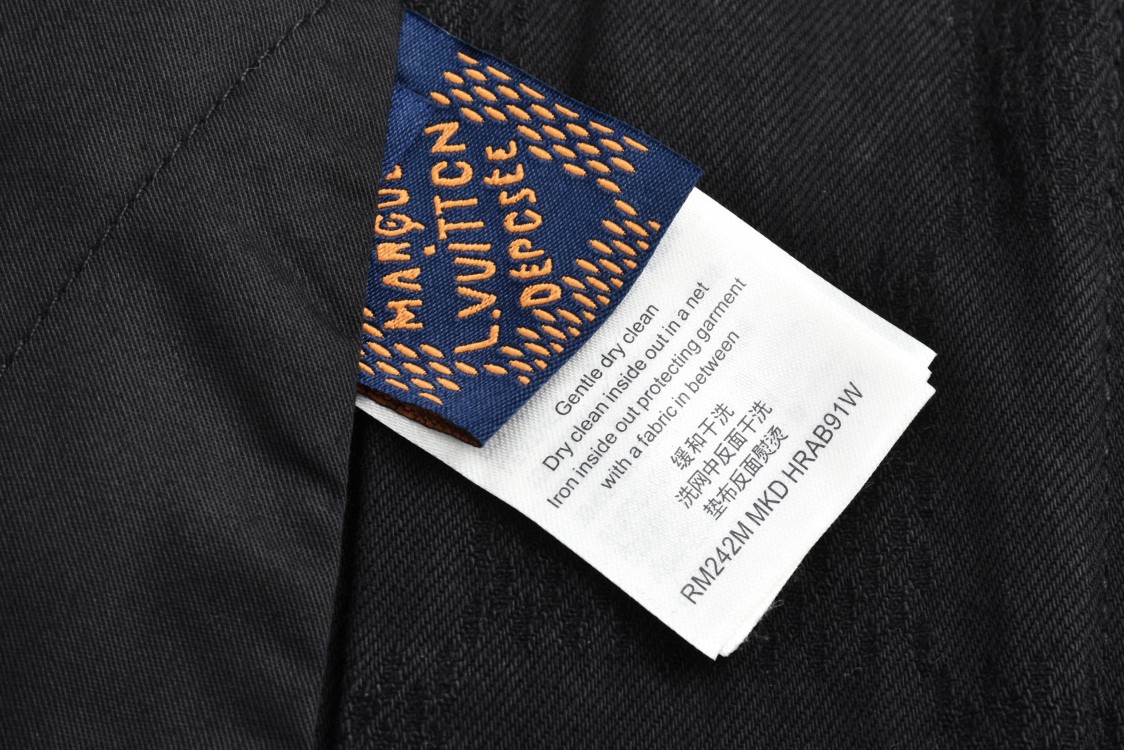 MARQUE
L.VUITTON
DEPOSEE
Gentle dry clean
Dry clean inside out in a net
Iron inside out protecting garment
with a fabric in between
缓和干洗
洗网中反面干洗
垫布反面熨烫
RM242M MKD HRAB91W